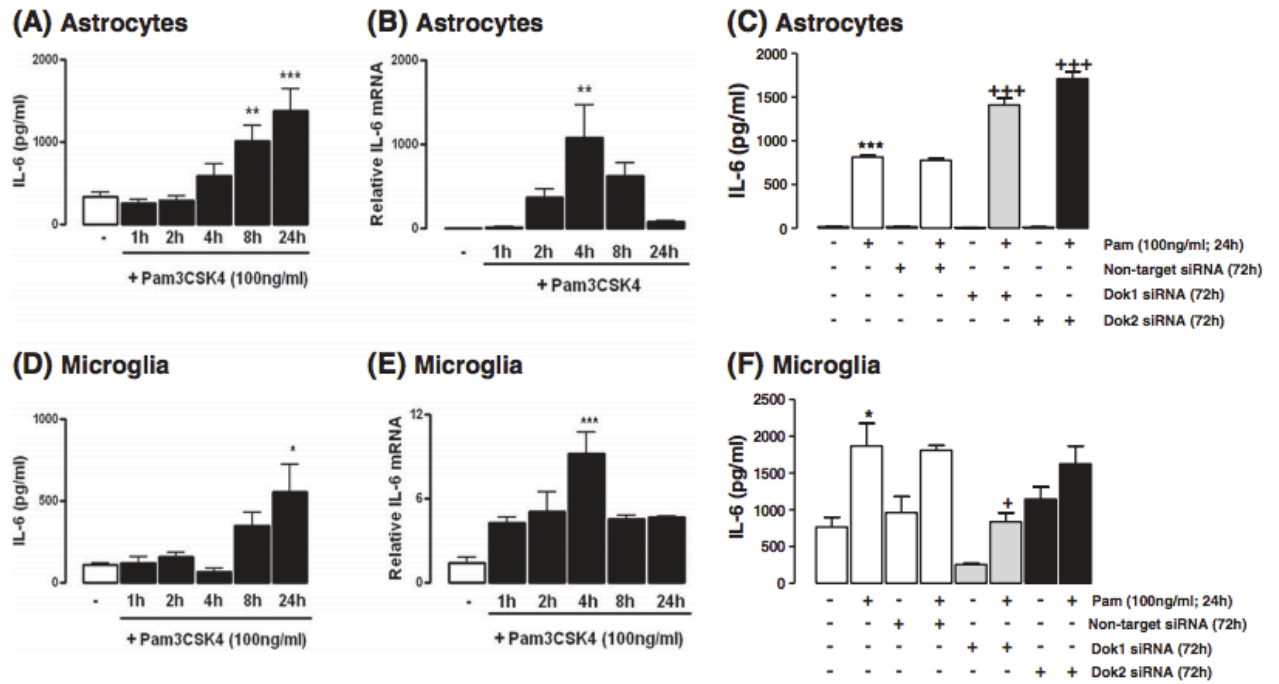 (A) Astrocytes
IL-6 (pg/ml)
2000
1000
0
** ***
- 1h 2h 4h 8h 24h
+ Pam3CSK4 (100ng/ml)
(B) Astrocytes
Relative IL-6 mRNA
2000
1000
0
**
- 1h 2h 4h 8h 24h
+ Pam3CSK4
(C) Astrocytes
IL-6 (pg/ml)
2000
1500
1000
500
0
*** +++ +++
- + - + - + - + Pam (100ng/ml; 24h)
- - + + - - - - Non-target siRNA (72h)
- - - - + + - - Dok1 siRNA (72h)
- - - - - - + + Dok2 siRNA (72h)
(D) Microglia
IL-6 (pg/ml)
1000
500
0
*
- 1h 2h 4h 8h 24h
+ Pam3CSK4 (100ng/ml)
(E) Microglia
Relative IL-6 mRNA
12
6
0
***
- 1h 2h 4h 8h 24h
+ Pam3CSK4 (100ng/ml)
(F) Microglia
IL-6 (pg/ml)
2500
2000
1500
1000
500
0
* +
- + - + - + - + Pam (100ng/ml; 24h)
- - + + - - - - Non-target siRNA (72h)
- - - - + + - - Dok1 siRNA (72h)
- - - - - - + + Dok2 siRNA (72h)